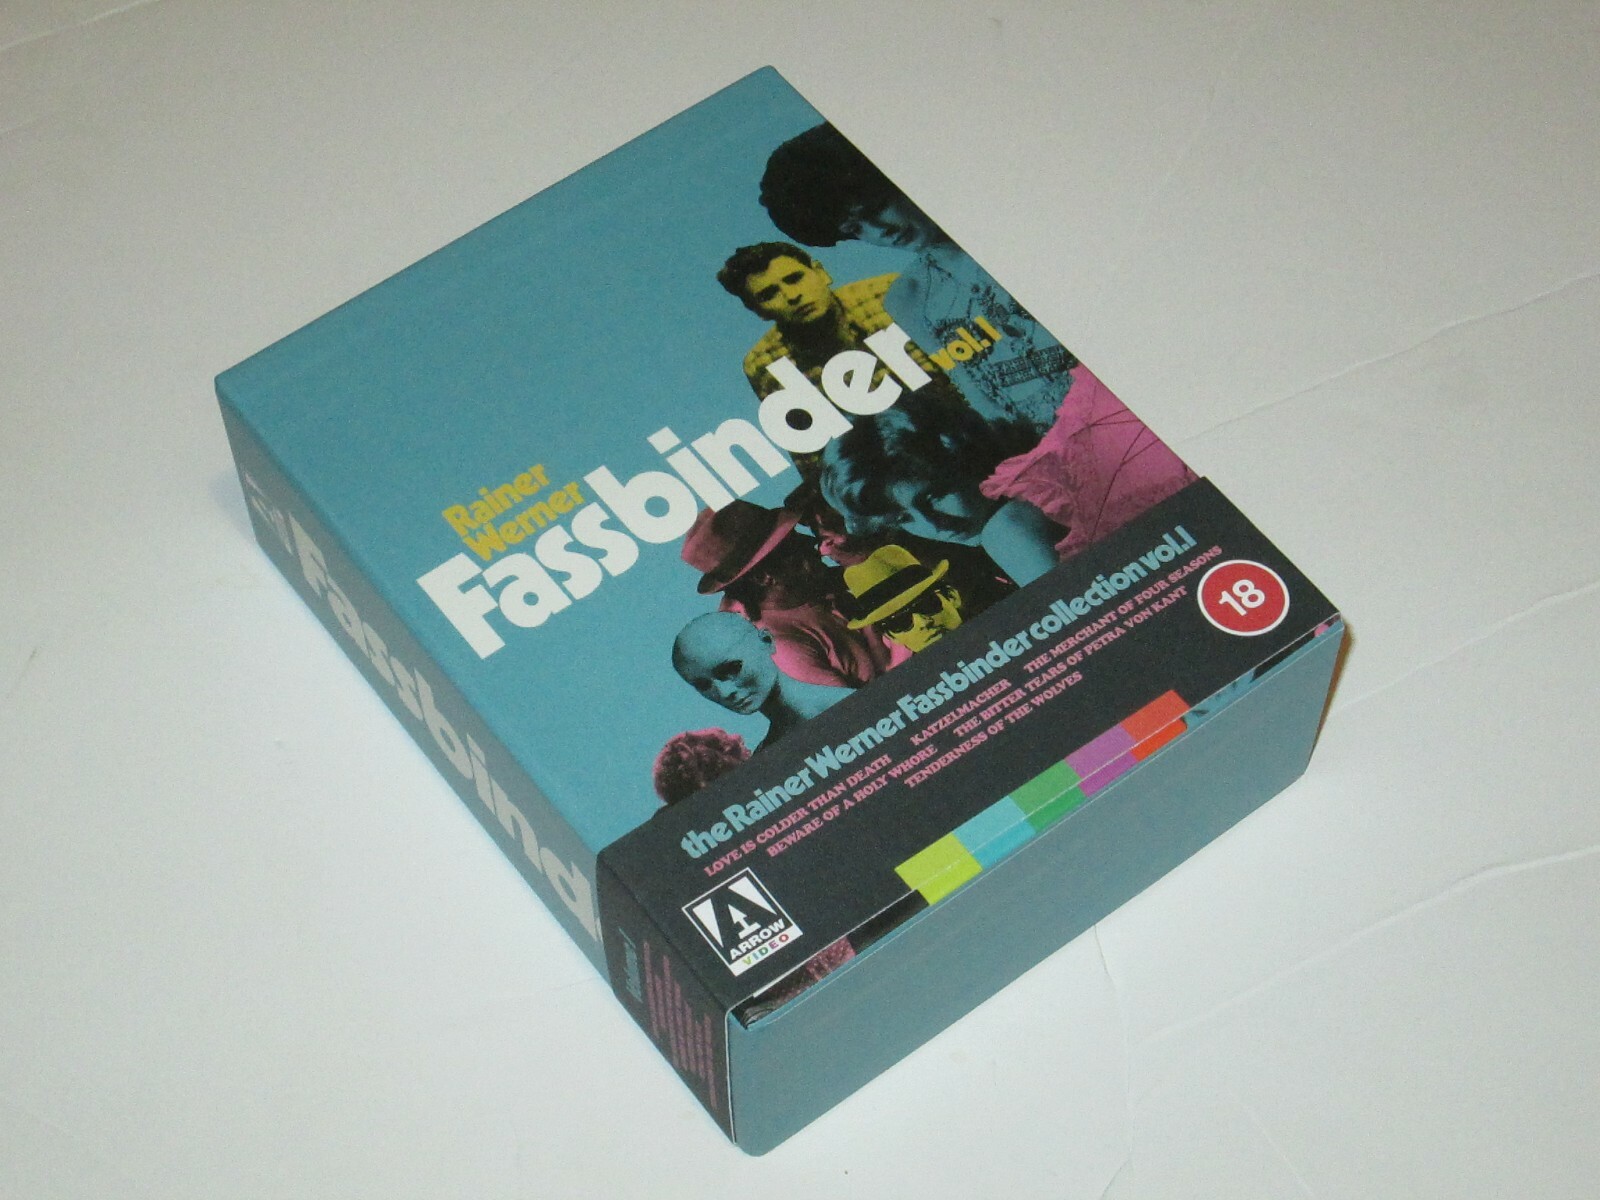 Rainer
Werner
Fassbinder vol.1
the Rainer Werner Fassbinder collection vol.1
LOVE IS COLDER THAN DEATH KATZELMACHER THE MERCHANT OF FOUR SEASONS
BEWARE OF A HOLY WHORE THE BITTER TEARS OF PETRA VON KANT
TENDERNESS OF THE WOLVES
18
A
ARROW
VIDEO
Fassbind